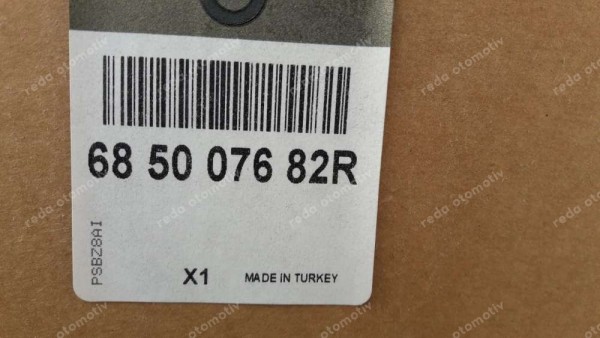 68 50 076 82R
PSBZ8AI
X1 MADE IN TURKEY
reda otomotiv